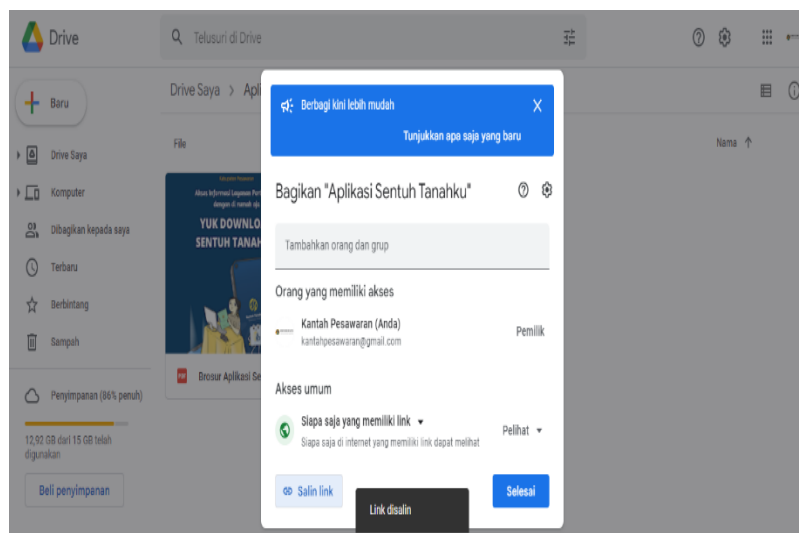 Drive
Telusuri di Drive
Baru
Drive Saya
Komputer
Dibagikan kepada saya
Terbaru
Berbintang
Sampah
Penyimpanan (86% penuh)
12,92 GB dari 15 GB telah
digunakan
Beli penyimpanan
Drive Saya > Apli
File
Nama
YUK DOWNLO
SENTUH TANAH
Brosur Aplikasi Se
Berbagi kini lebih mudah
X
Tunjukkan apa saja yang baru
Bagikan "Aplikasi Sentuh Tanahku"
Tambahkan orang dan grup
Orang yang memiliki akses
Kantah Pesawaran (Anda)
kantahpesawaran@gmail.com
Pemilik
Akses umum
Siapa saja yang memiliki link
Siapa saja di internet yang memiliki link dapat melihat
Pelihat
Salin link
Selesai
Link disalin